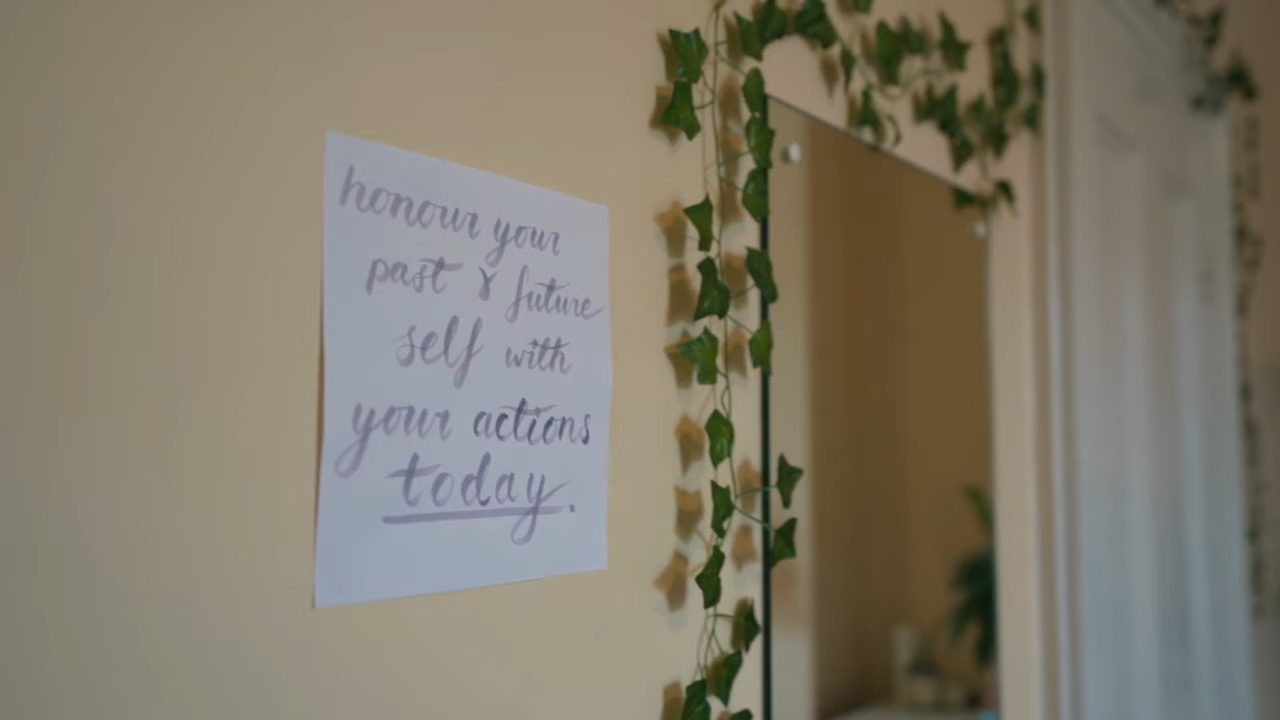 honour your
past & future
self with
your actions
today.